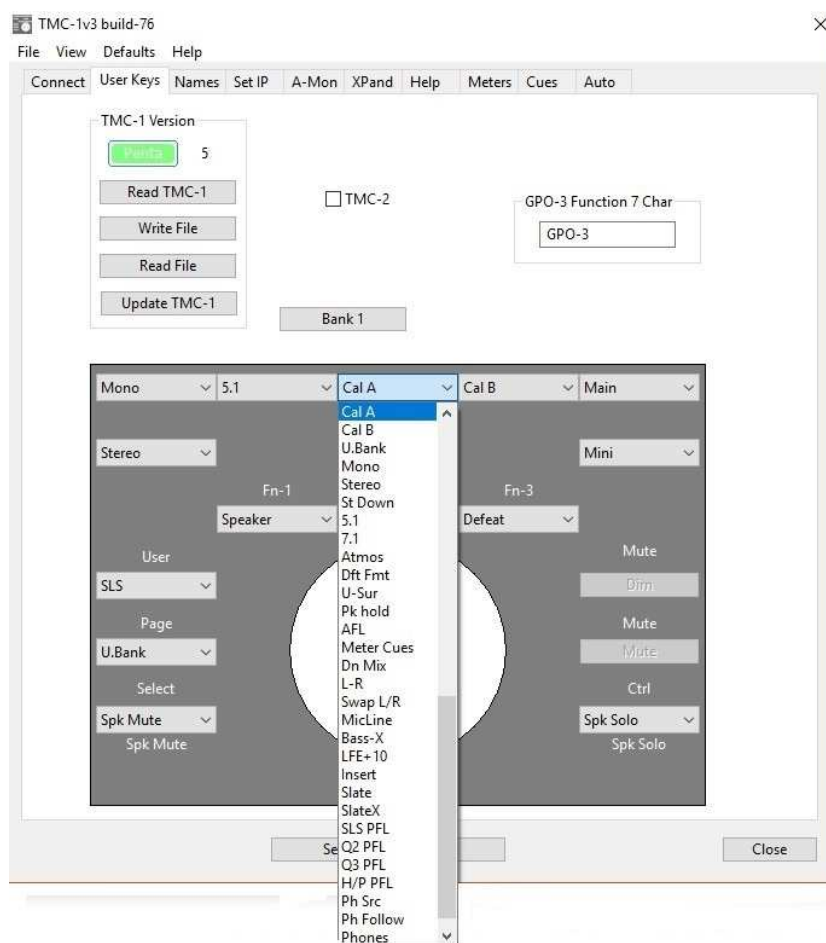 TMC-1v3 build-76
File View Defaults Help
Connect User Keys Names Set IP A-Mon XPand Help Meters Cues Auto
TMC-1 Version
Penta 5
Read TMC-1
Write File
Read File
Update TMC-1
TMC-2
GPO-3 Function 7 Char
GPO-3
Bank 1
Mono 5.1 Cal A Cal B Main
Stereo Mini
Fn-1 Fn-3
Speaker Defeat
User
SLS
Page
U.Bank
Select
Spk Mute
Spk Mute
Cal A
Cal B
U.Bank
Mono
Stereo
St Down
5.1
7.1
Atmos
Dft Fmt
U-Sur
Pk hold
AFL
Meter Cues
Dn Mix
L-R
Swap L/R
MicLine
Bass-X
LFE+10
Insert
Slate
SlateX
SLS PFL
Q2 PFL
Q3 PFL
H/P PFL
Ph Src
Ph Follow
Phones
Mute
Dim
Mute
Mute
Ctrl
Spk Solo
Spk Solo
Close